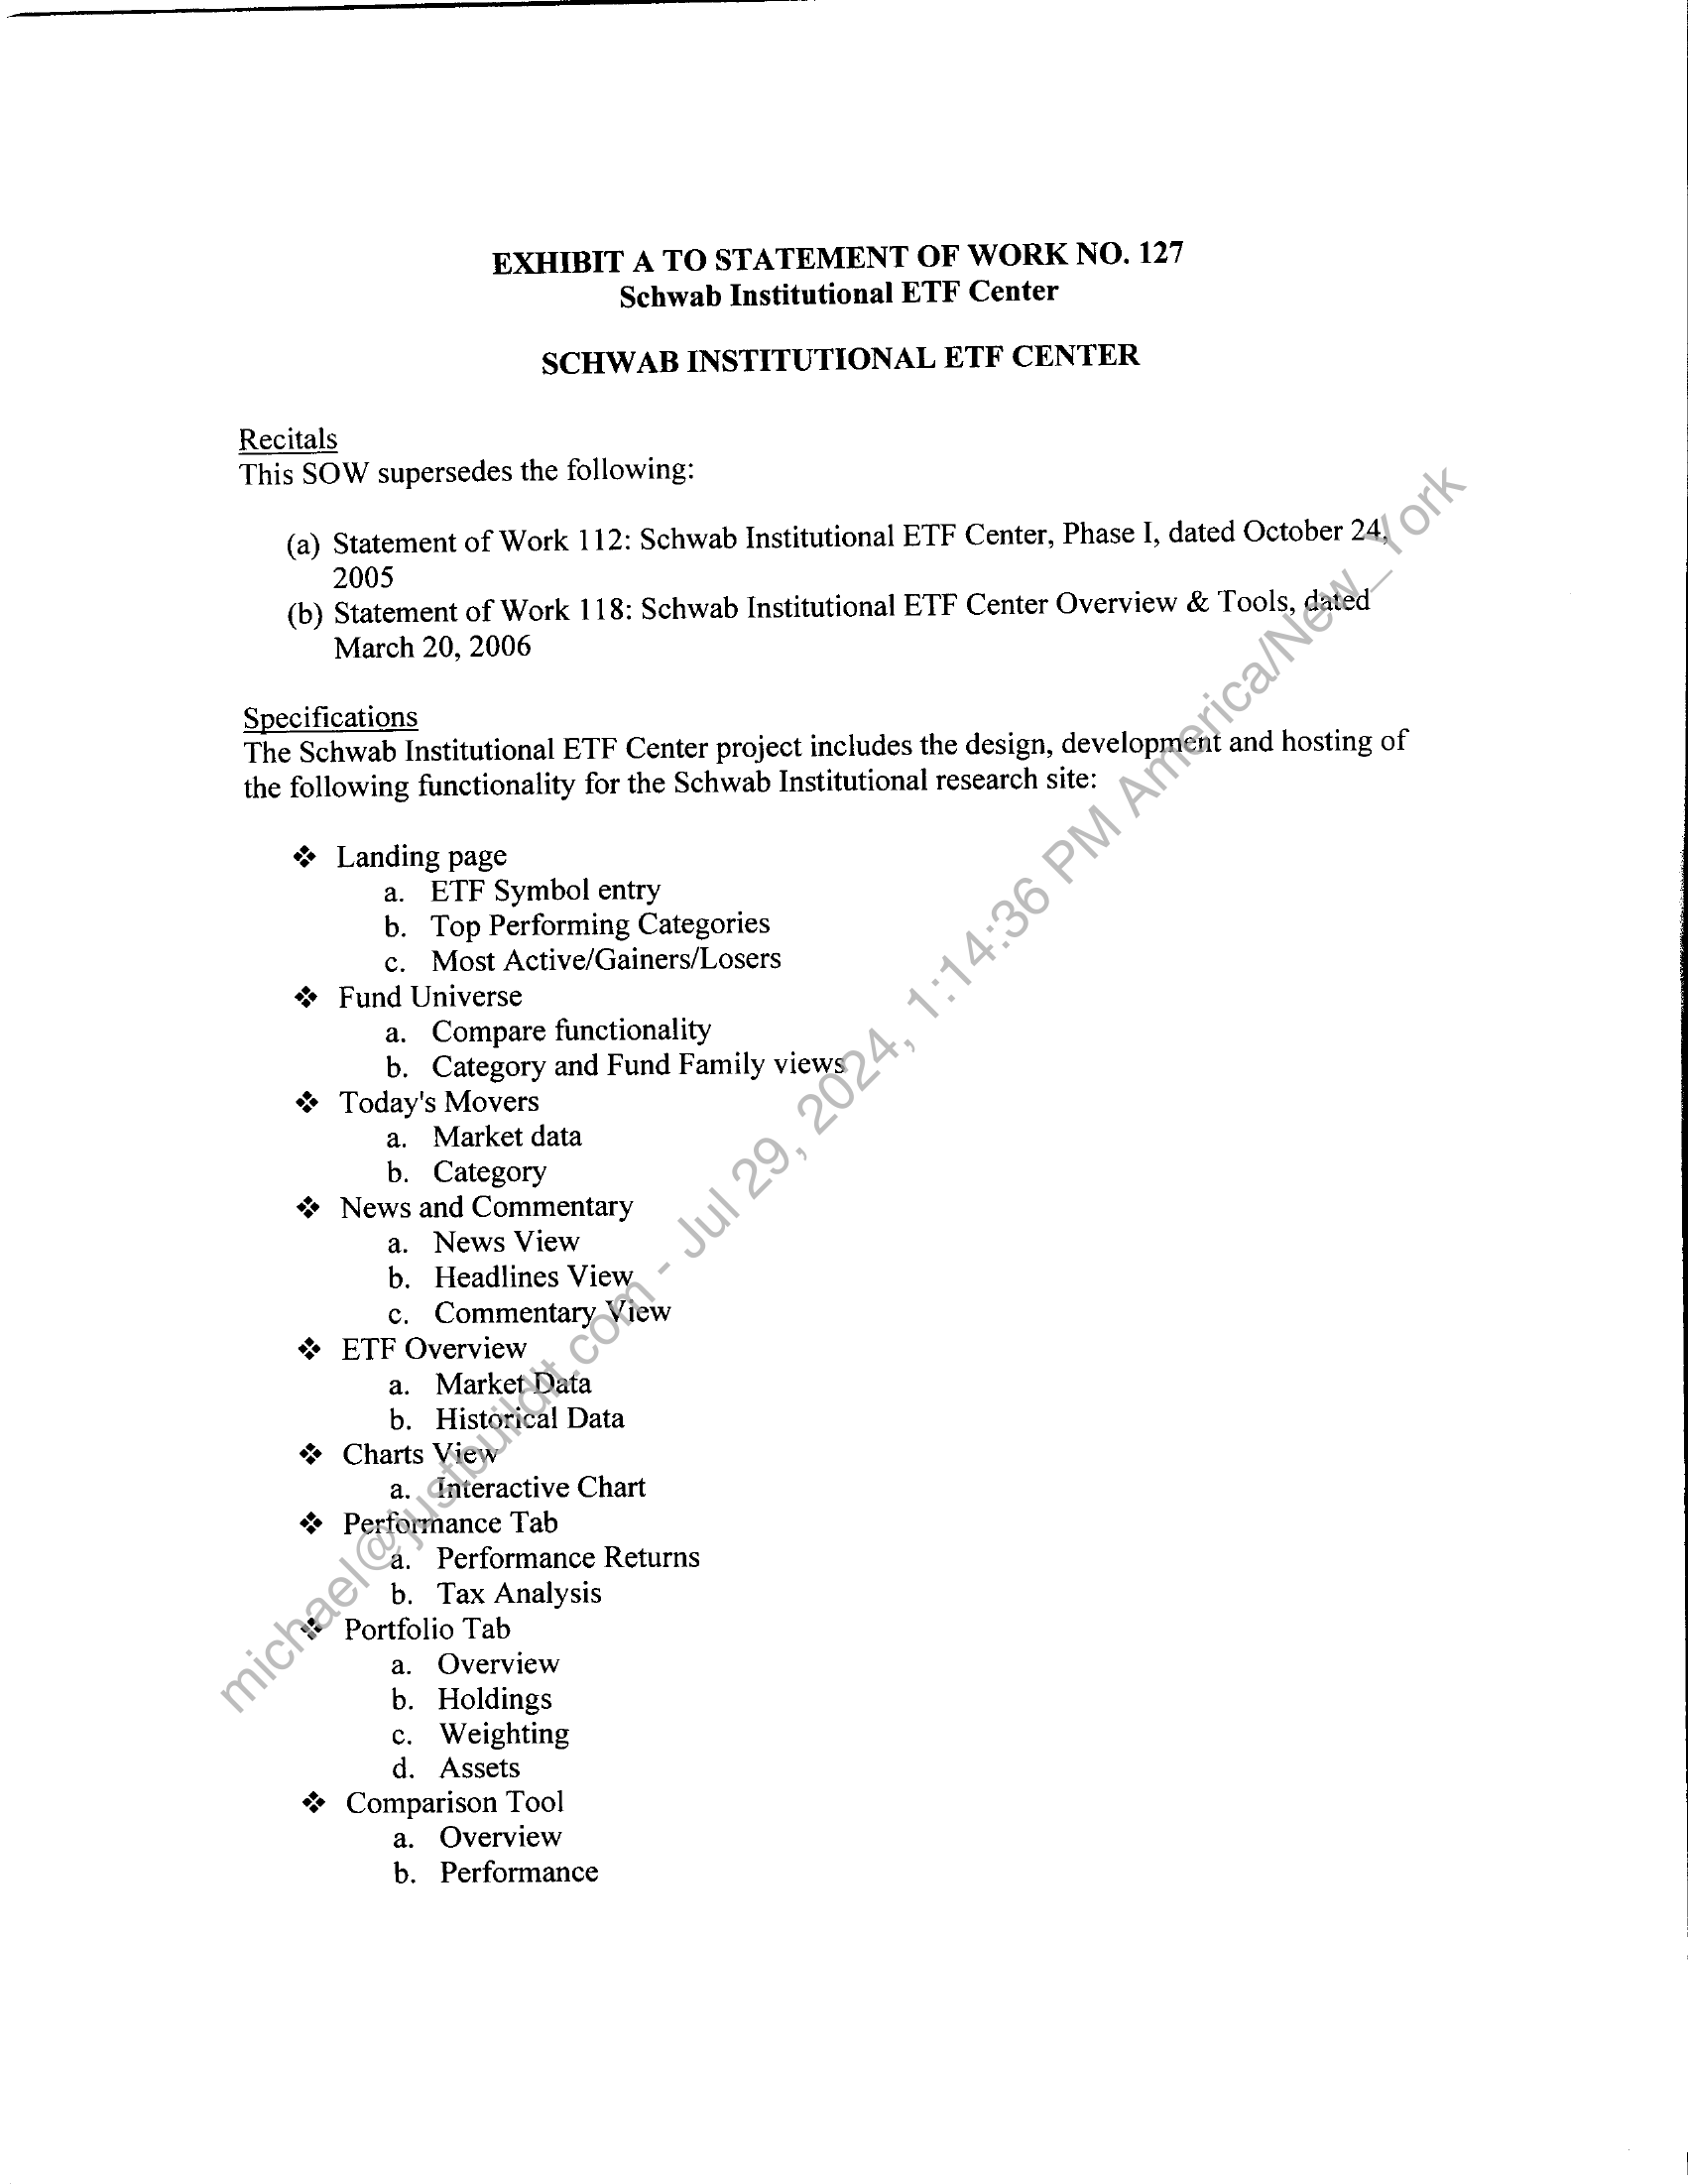 EXHIBIT A TO STATEMENT OF WORK NO. 127
Schwab Institutional ETF Center
SCHWAB INSTITUTIONAL ETF CENTER
Recitals
This SOW supersedes the following:
(a) Statement of Work 112: Schwab Institutional ETF Center, Phase I, dated October 24,
2005
(b) Statement of Work 118: Schwab Institutional ETF Center Overview & Tools, dated
March 20, 2006
Specifications
The Schwab Institutional ETF Center project includes the design, development and hosting of
the following functionality for the Schwab Institutional research site:
❖ Landing page
a. ETF Symbol entry
b. Top Performing Categories
c. Most Active/Gainers/Losers
❖ Fund Universe
a. Compare functionality
b. Category and Fund Family views
❖ Today's Movers
a. Market data
b. Category
❖ News and Commentary
a. News View
b. Headlines View
c. Commentary View
❖ ETF Overview
a. Market Data
b. Historical Data
❖ Charts View
a. Interactive Chart
❖ Performance Tab
a. Performance Returns
b. Tax Analysis
❖ Portfolio Tab
a. Overview
b. Holdings
c. Weighting
d. Assets
❖ Comparison Tool
a. Overview
b. Performance
michael@justbuildit.com - Jul 29, 2024, 1:14:36 PM America/New_York